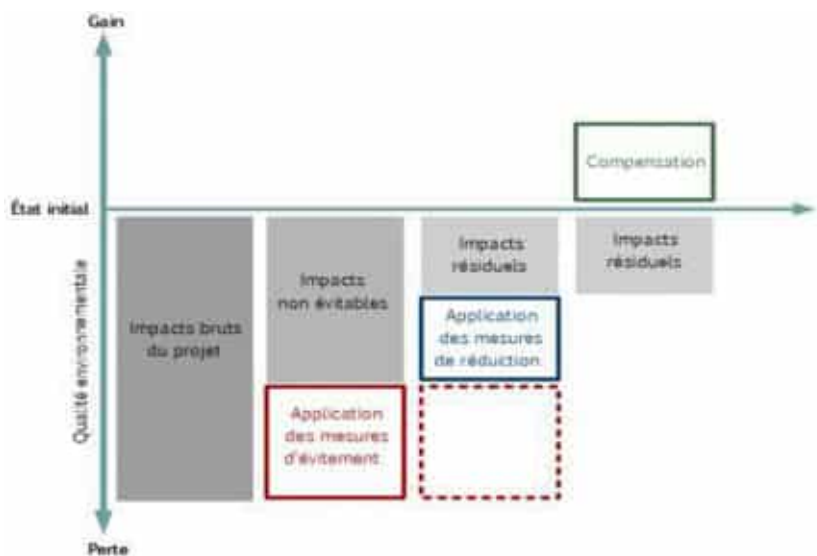 Gain
Compensation
État initial
Impacts bruts
du projet
Impacts
non évitables
Application
des mesures
d'évitement
Impacts
résiduels
Application
des mesures
de réduction
Impacts
résiduels
Qualité environnementale
Perte